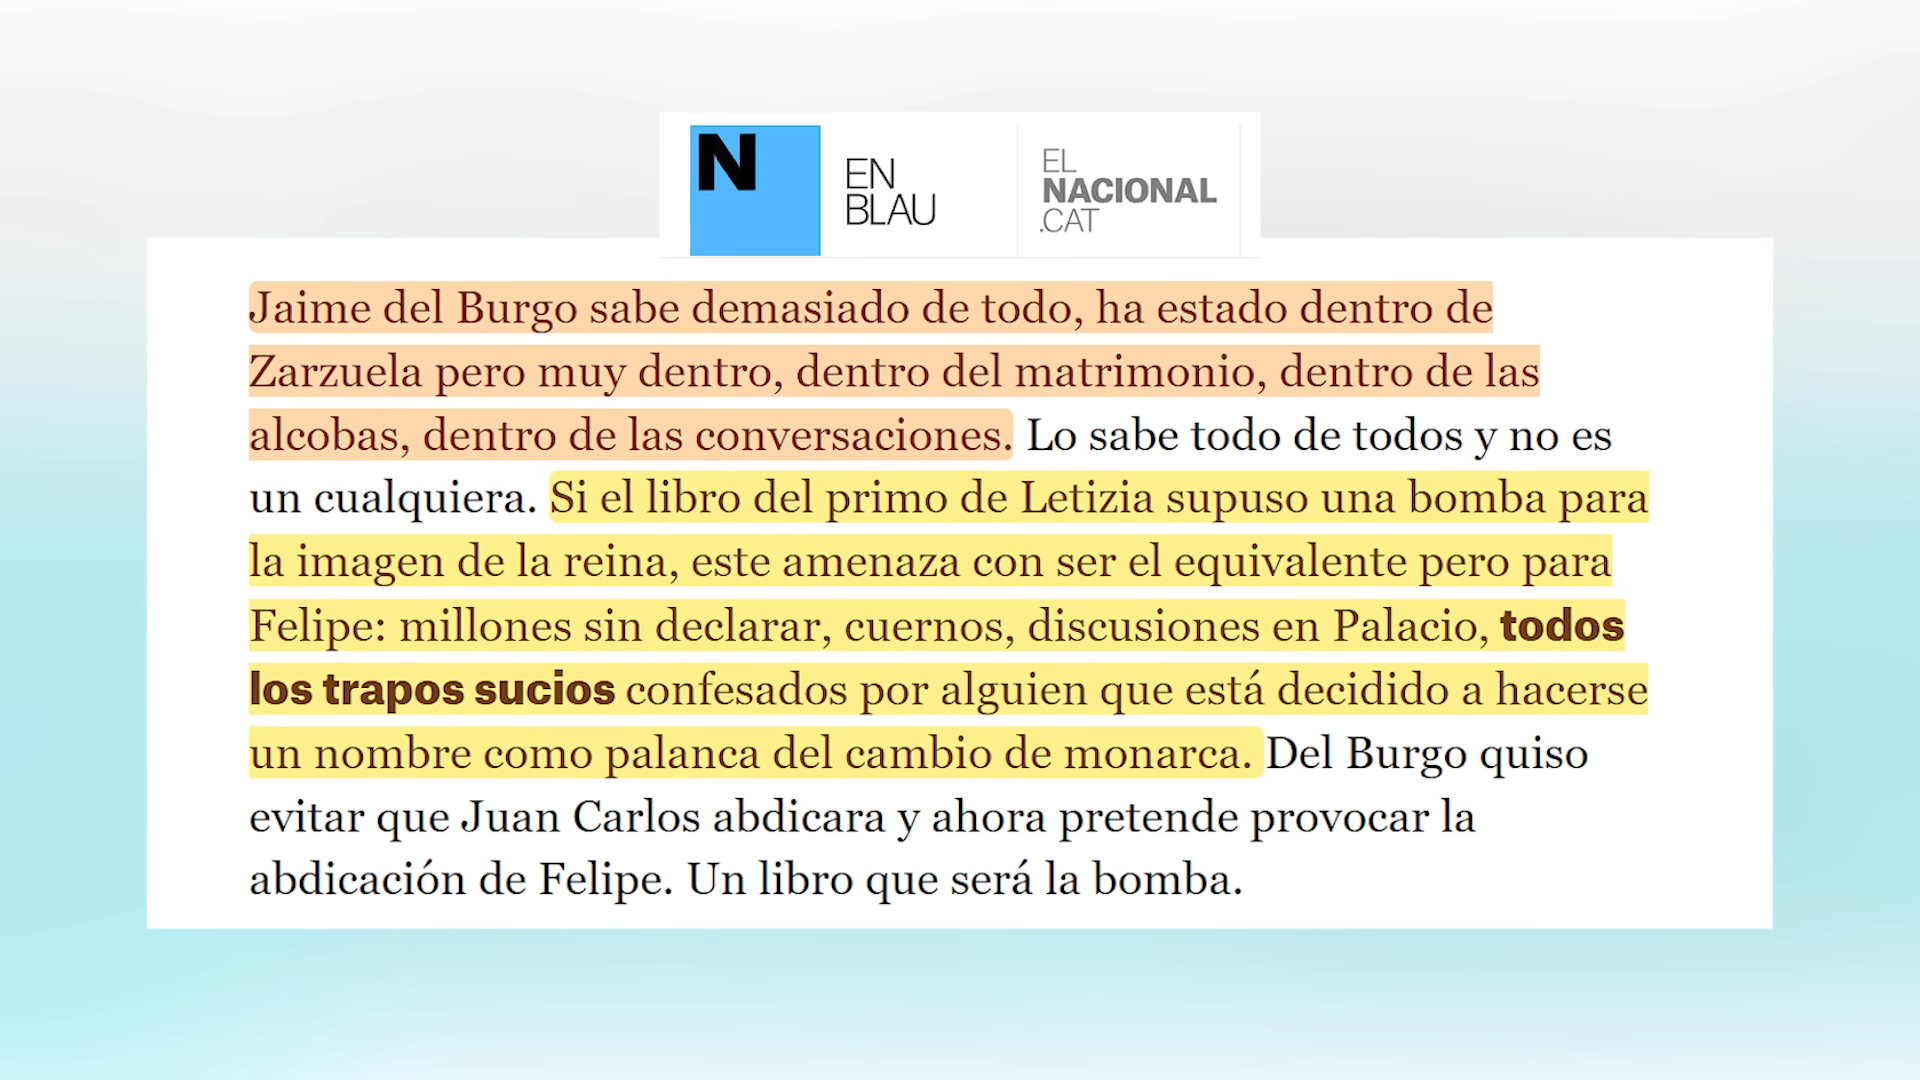 N
EN
BLAU
EL
NACIONAL
.CAT
Jaime del Burgo sabe demasiado de todo, ha estado dentro de
Zarzuela pero muy dentro, dentro del matrimonio, dentro de las
alcobas, dentro de las conversaciones. Lo sabe todo de todos y no es
un cualquiera. Si el libro del primo de Letizia supuso una bomba para
la imagen de la reina, este amenaza con ser el equivalente pero para
Felipe: millones sin declarar, cuernos, discusiones en Palacio, todos
los trapos sucios confesados por alguien que está decidido a hacerse
un nombre como palanca del cambio de monarca. Del Burgo quiso
evitar que Juan Carlos abdicara y ahora pretende provocar la
abdicación de Felipe. Un libro que será la bomba.